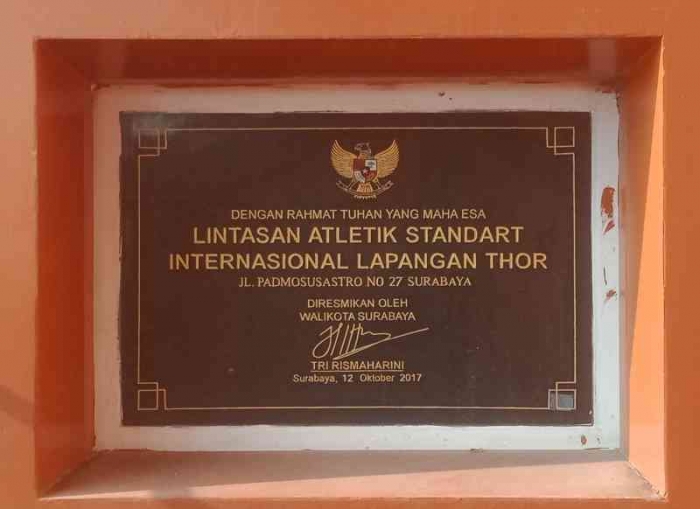 DENGAN RAHMAT TUHAN YANG MAHA ESA
LINTASAN ATLETIK STANDART
INTERNASIONAL LAPANGAN THOR
JL. PADMOSUSASTRO NO 27 SURABAYA
DIRESMIKAN OLEH
WALIKOTA SURABAYA
TRI RISMAHARINI
Surabaya, 12 Oktober 2017